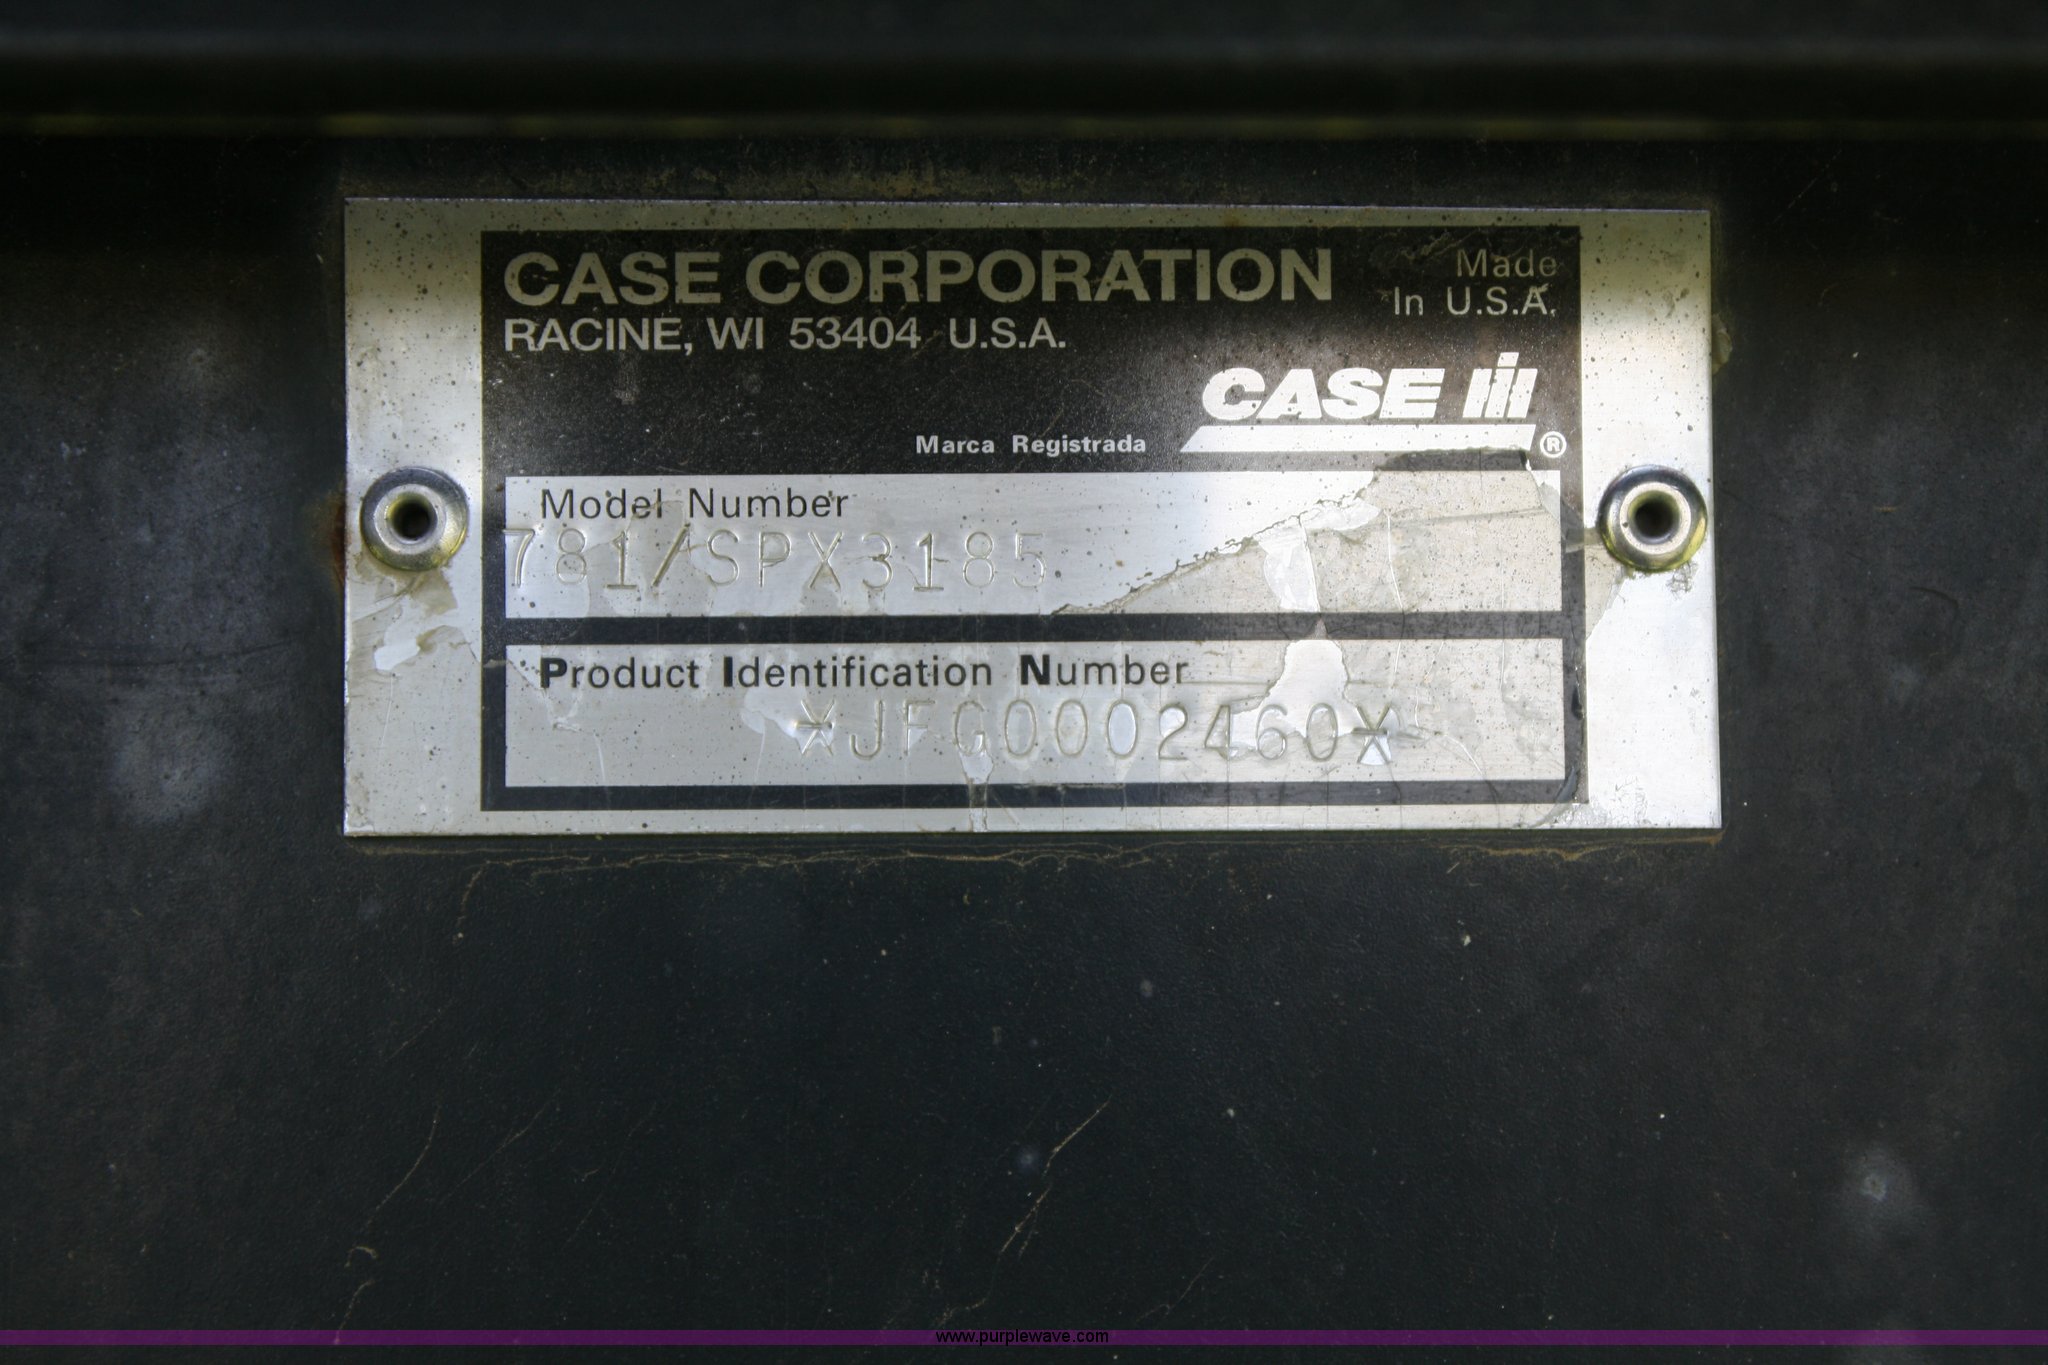 CASE CORPORATION
RACINE, WI 53404 U.S.A.
Made
In U.S.A.
CASE IH
Marca Registrada ®
Model Number
781/SPX3185
Product Identification Number
*JFG0002460*
www.purplewave.com